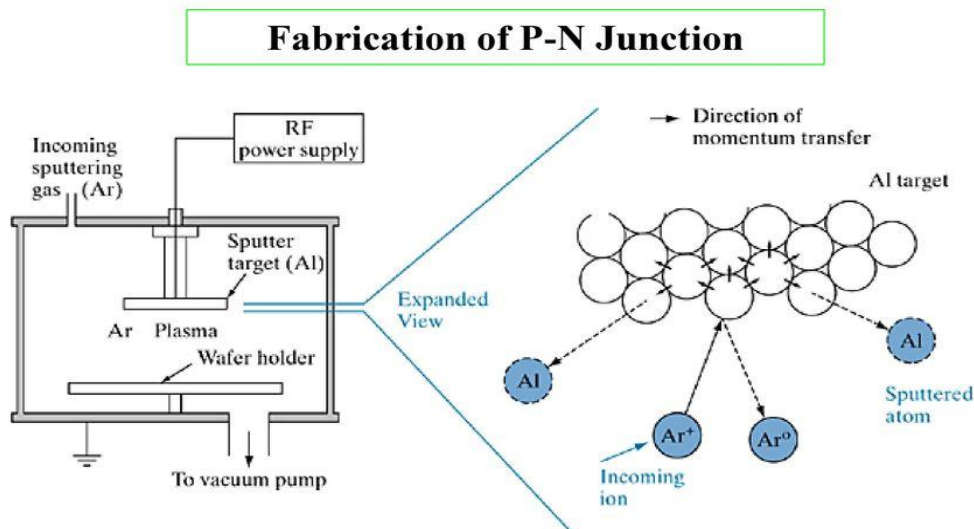 Fabrication of P-N Junction
RF
power supply
Incoming
sputtering
gas (Ar)
Sputter
target (Al)
Ar Plasma
Wafer holder
To vacuum pump
Expanded
View
Direction of
momentum transfer
Al target
Al
Al
Sputtered
atom
Ar+
Ar°
Incoming
ion